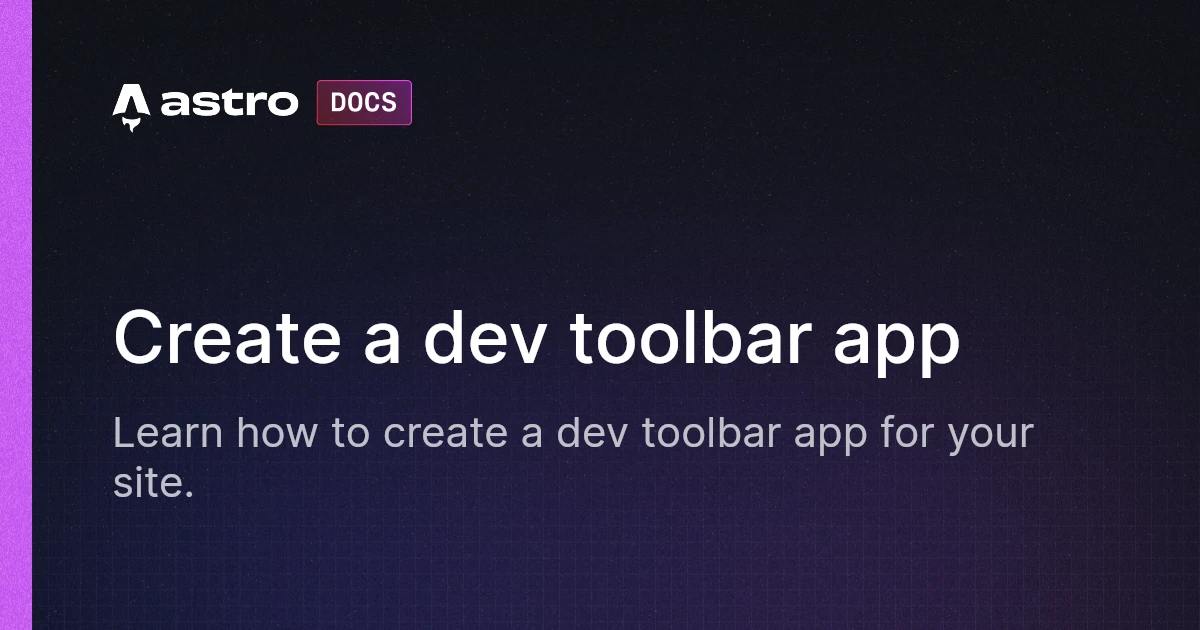 astro DOCS
Create a dev toolbar app
Learn how to create a dev toolbar app for your
site.